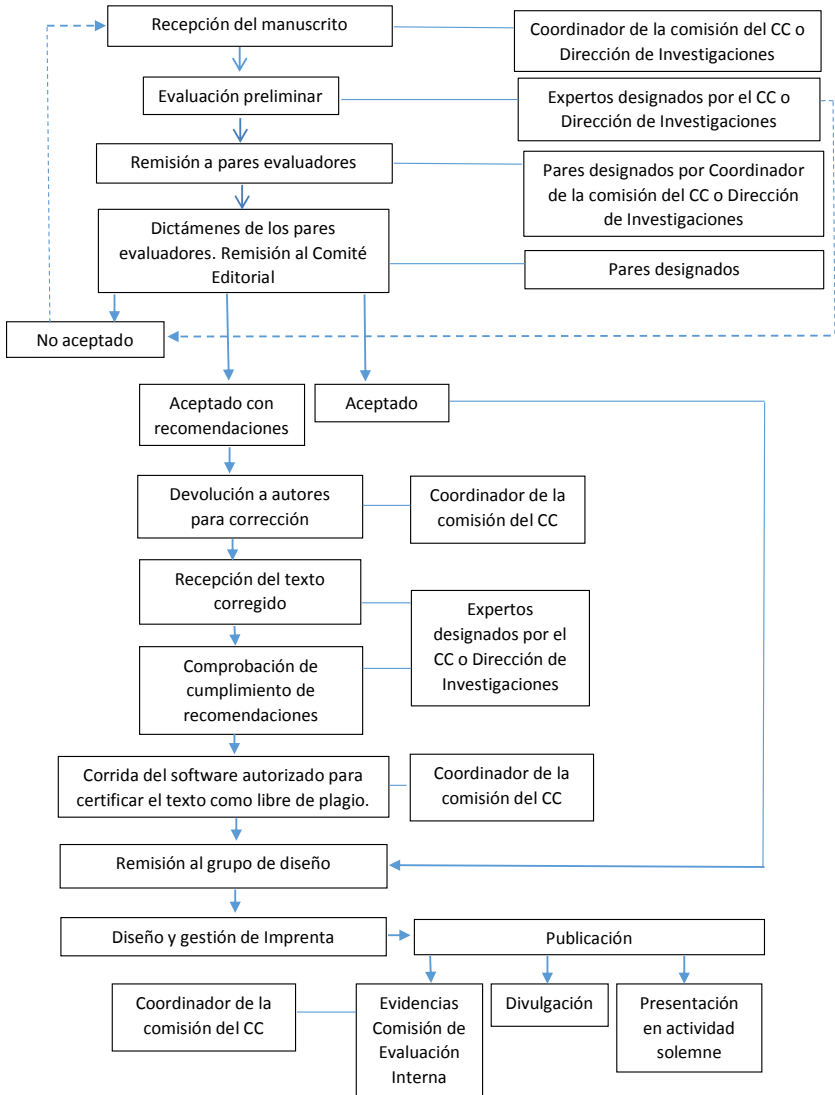 Recepción del manuscrito
Coordinador de la comisión del CC o
Dirección de Investigaciones
Evaluación preliminar
Expertos designados por el CC o
Dirección de Investigaciones
Remisión a pares evaluadores
Pares designados por Coordinador
de la comisión del CC o Dirección
de Investigaciones
Dictámenes de los pares
evaluadores. Remisión al Comité
Editorial
Pares designados
No aceptado
Aceptado con
recomendaciones
Aceptado
Devolución a autores
para corrección
Coordinador de la
comisión del CC
Recepción del texto
corregido
Expertos
designados por el
CC o Dirección de
Investigaciones
Comprobación de
cumplimiento de
recomendaciones
Corrida del software autorizado para
certificar el texto como libre de plagio.
Coordinador de la
comisión del CC
Remisión al grupo de diseño
Diseño y gestión de Imprenta
Publicación
Coordinador de la
comisión del CC
Evidencias
Comisión de
Evaluación
Interna
Divulgación
Presentación
en actividad
solemne